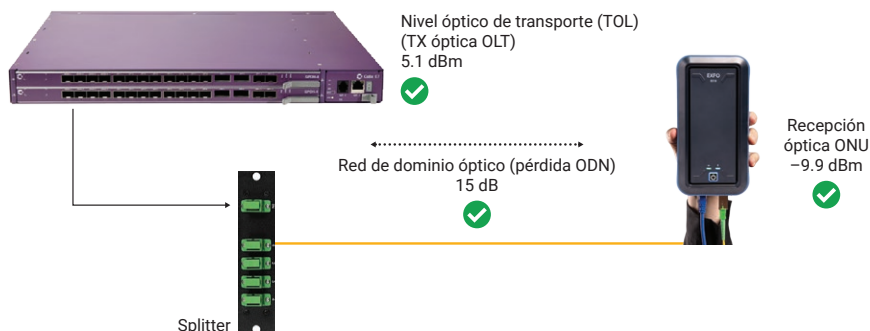 Nivel óptico de transporte (TOL)
(TX óptica OLT)
5.1 dBm
Recepción
óptica ONU
–9.9 dBm
Red de dominio óptico (pérdida ODN)
15 dB
EXFO
Splitter